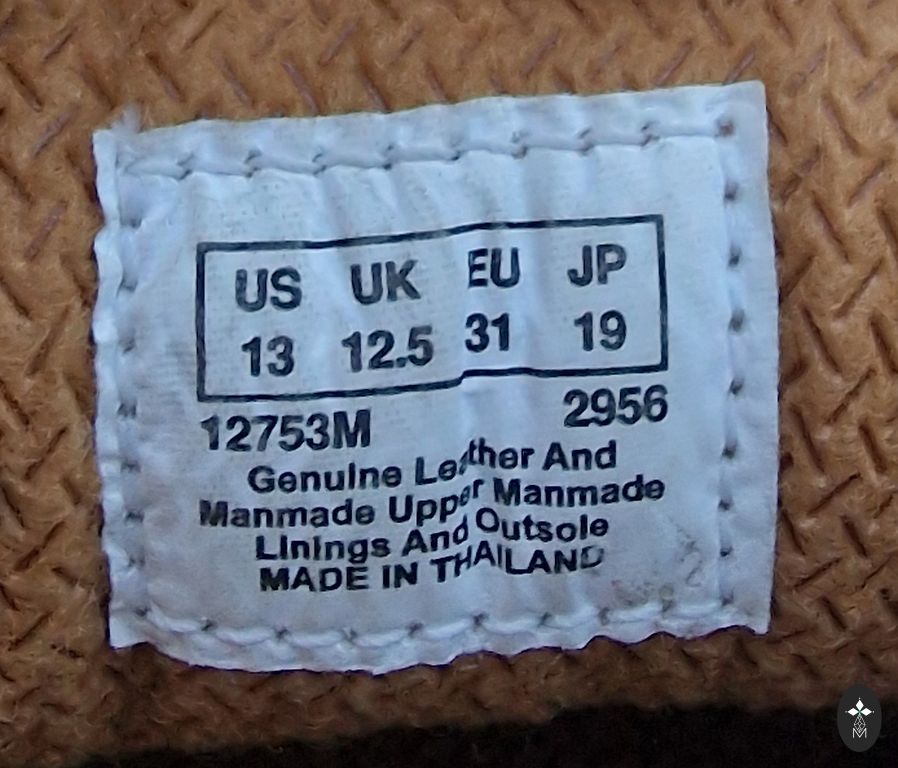 US UK EU JP
13 12.5 31 19
12753M 2956
Genuine Leather And
Manmade Upper Manmade
Linings And Outsole
MADE IN THAILAND